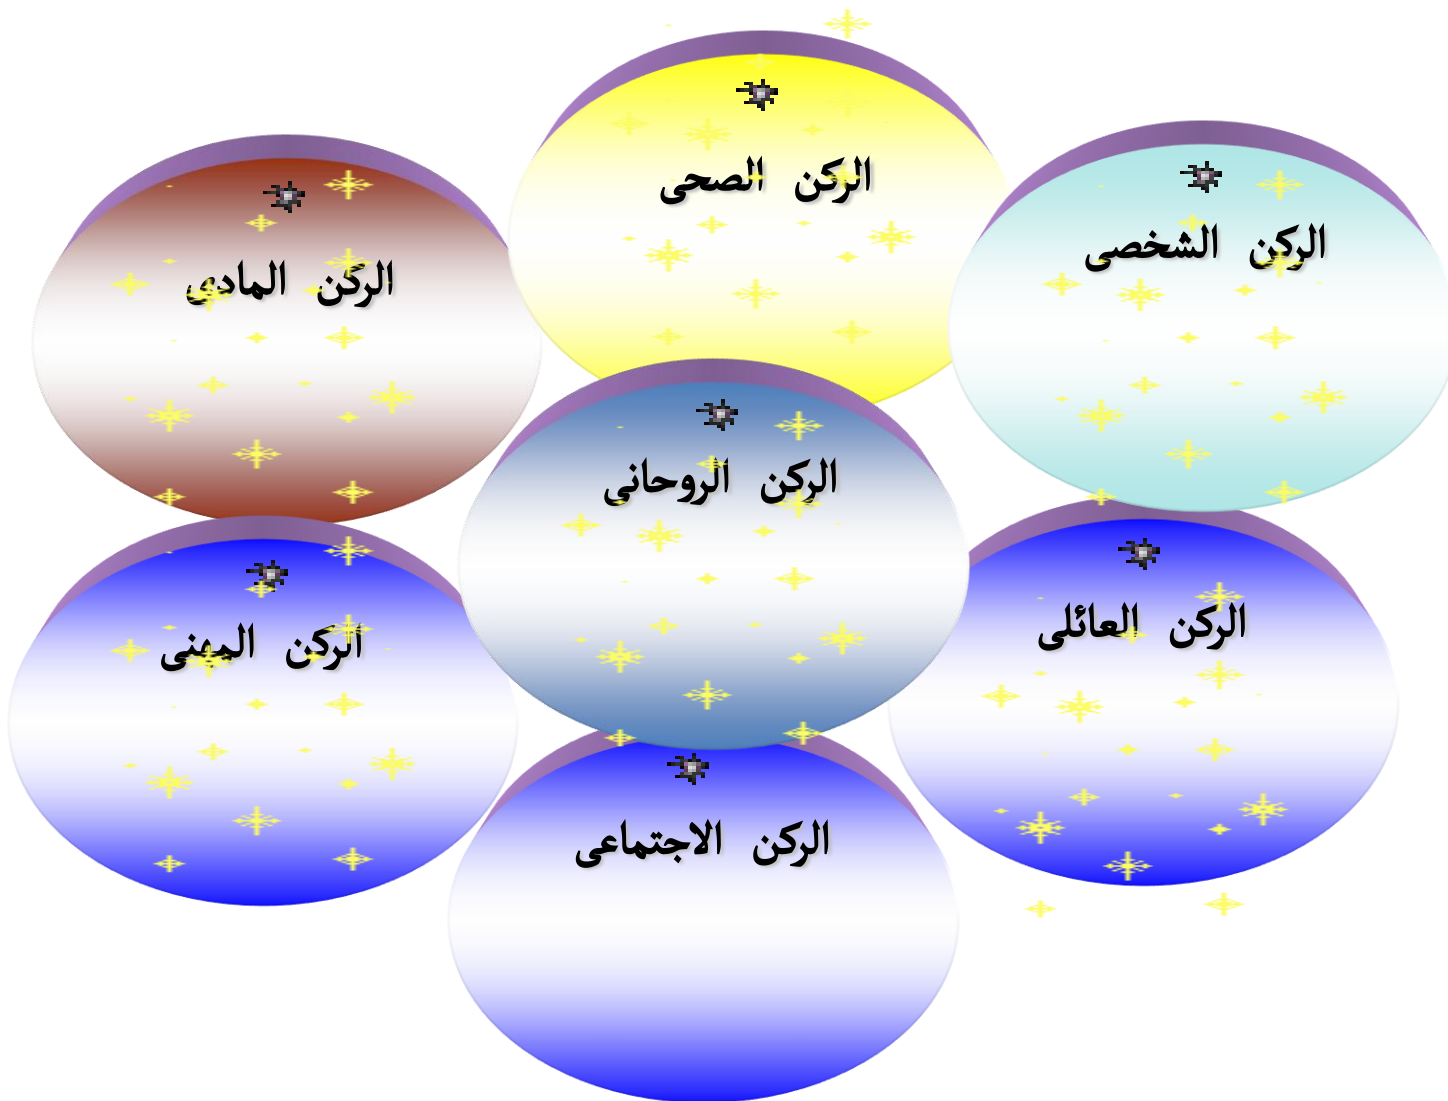 الركن الصحى
الركن الشخصى
الركن المادى
الركن الروحانى
الركن العائلى
الركن المهنى
الركن الاجتماعى